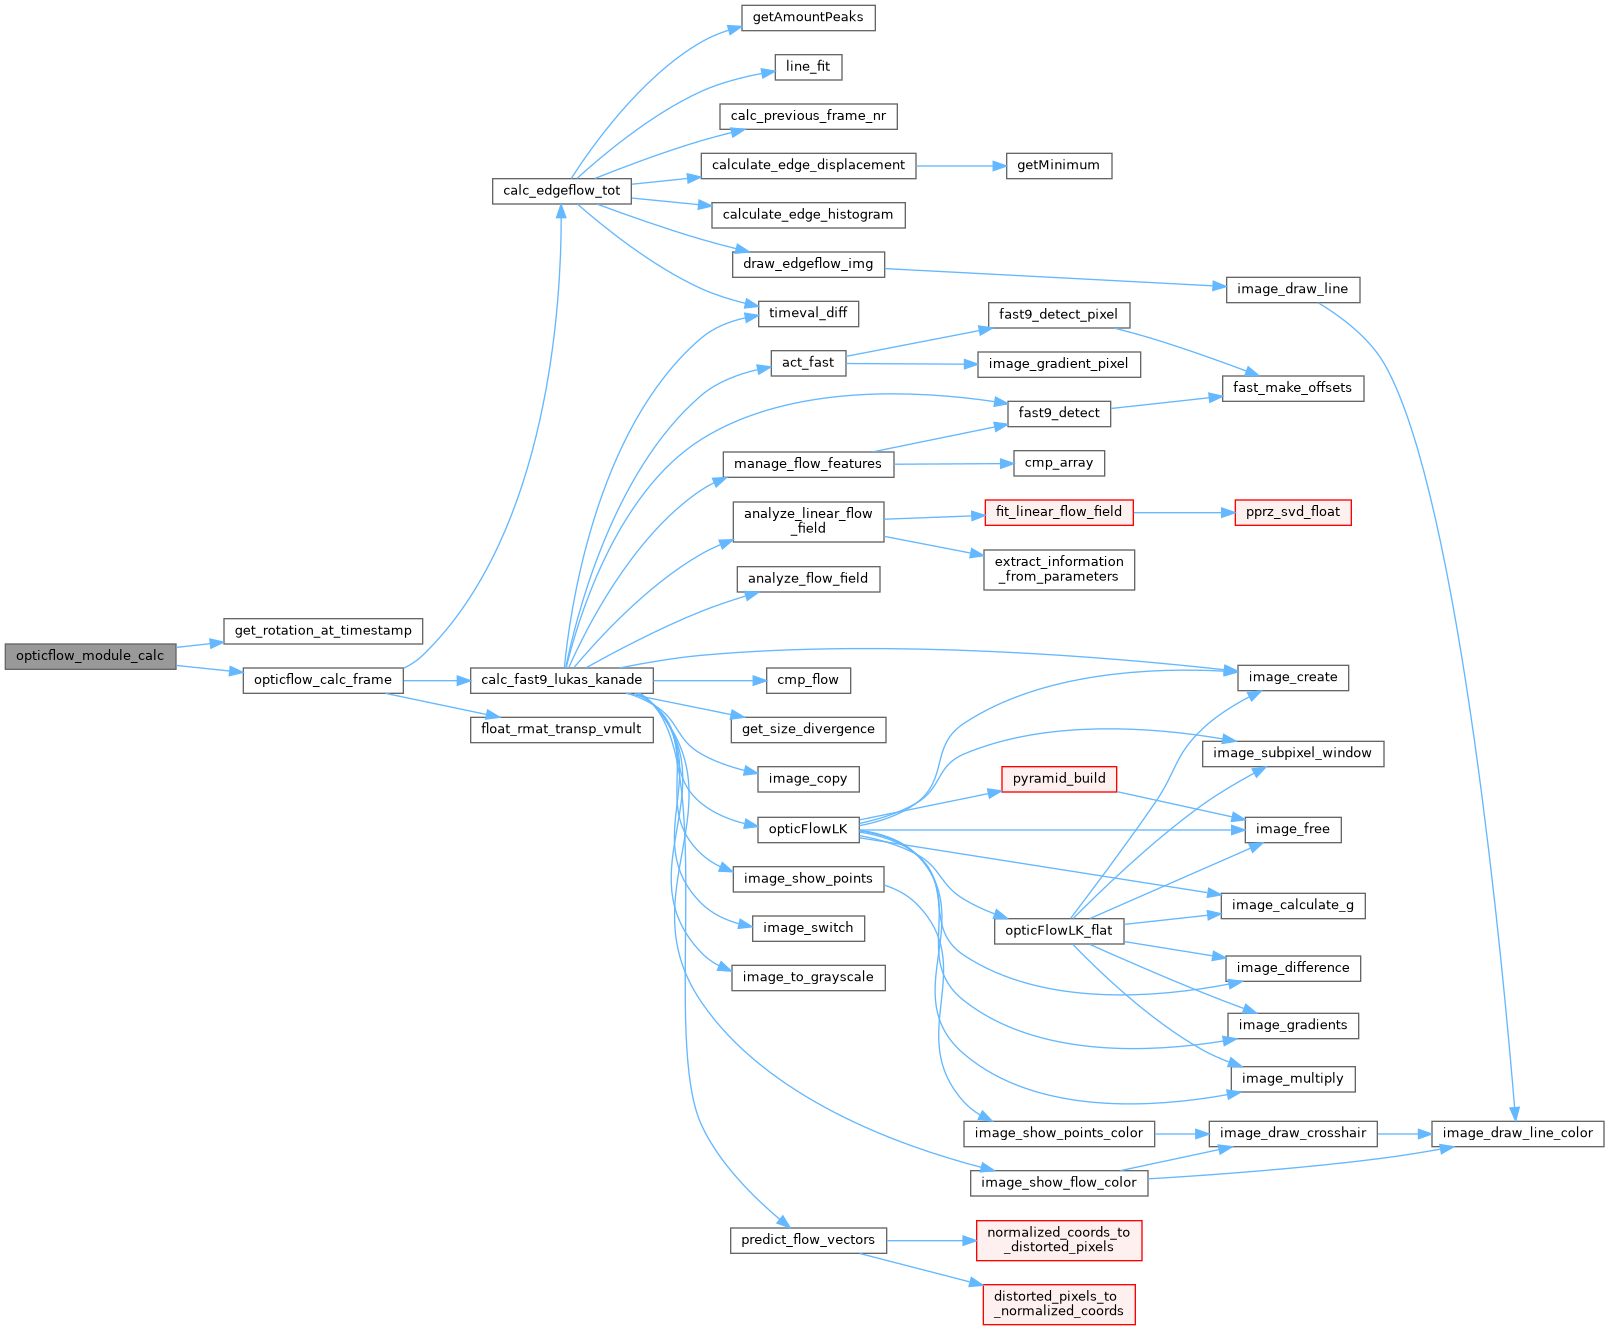 getAmountPeaks
line_fit
calc_previous_frame_nr
calculate_edge_displacement
getMinimum
calc_edgeflow_tot
calculate_edge_histogram
draw_edgeflow_img
image_draw_line
timeval_diff
fast9_detect_pixel
act_fast
image_gradient_pixel
fast_make_offsets
fast9_detect
manage_flow_features
cmp_array
analyze_linear_flow
_field
fit_linear_flow_field
pprz_svd_float
extract_information
_from_parameters
analyze_flow_field
get_rotation_at_timestamp
opticflow_module_calc
opticflow_calc_frame
calc_fast9_lukas_kanade
cmp_flow
image_create
float_rmat_transp_vmult
get_size_divergence
image_subpixel_window
image_copy
pyramid_build
opticFlowLK
image_free
image_show_points
image_calculate_g
image_switch
opticFlowLK_flat
image_difference
image_to_grayscale
image_gradients
image_multiply
image_show_points_color
image_draw_crosshair
image_draw_line_color
image_show_flow_color
predict_flow_vectors
normalized_coords_to
_distorted_pixels
distorted_pixels_to
_normalized_coords